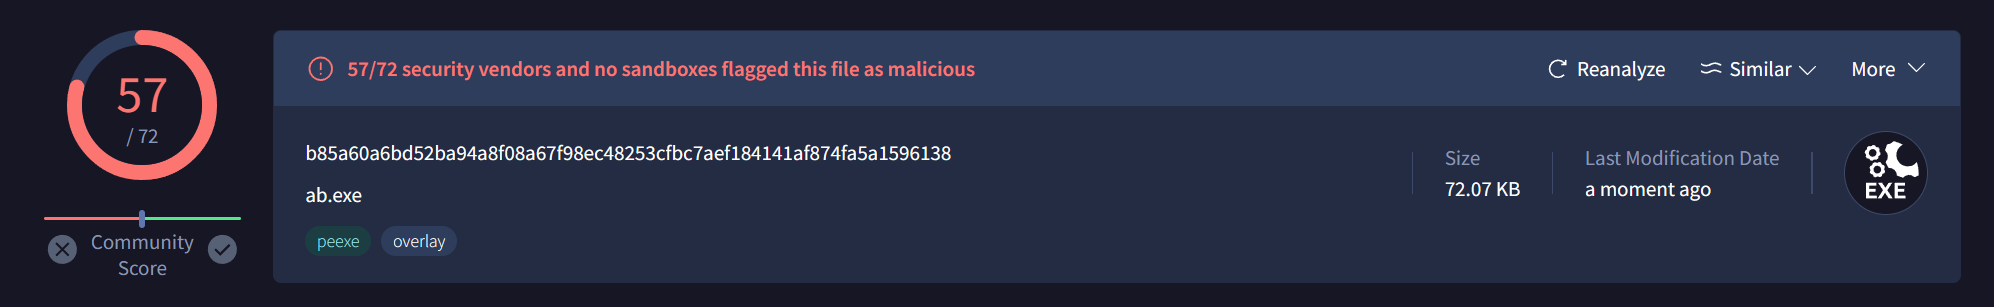 57
/ 72
Community
Score
57/72 security vendors and no sandboxes flagged this file as malicious
Reanalyze
Similar
More
b85a60a6bd52ba94a8f08a67f98ec48253cfbc7aef184141af874fa5a1596138
ab.exe
peexe
overlay
Size
72.07 KB
Last Modification Date
a moment ago
EXE